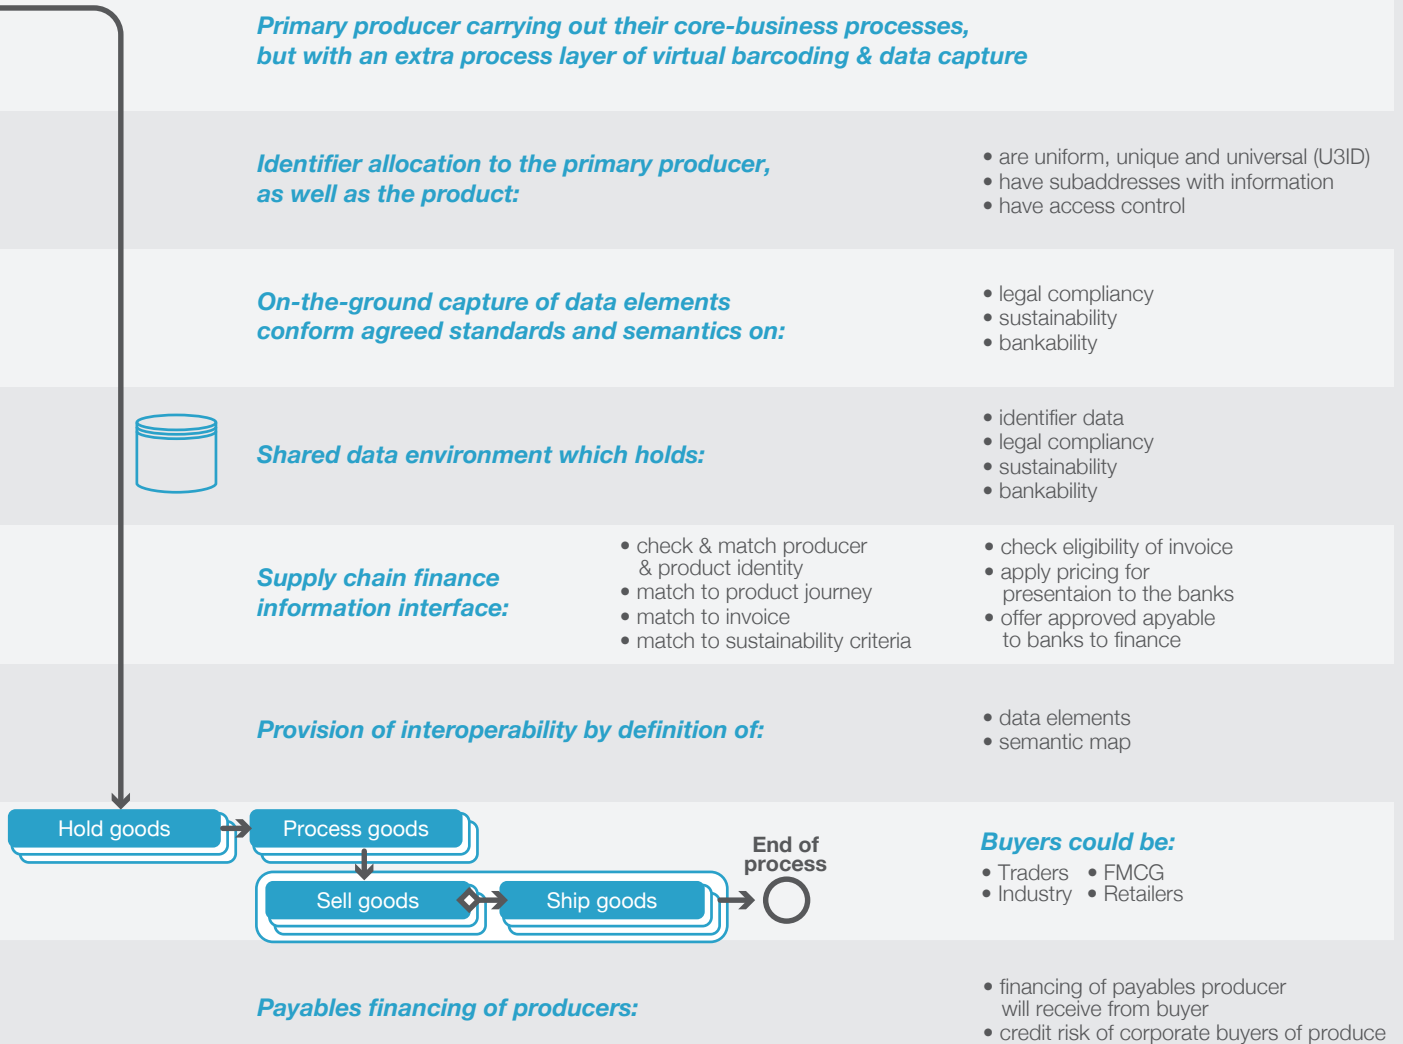 Primary producer carrying out their core-business processes,
but with an extra process layer of virtual barcoding & data capture
Identifier allocation to the primary producer,
as well as the product:
• are uniform, unique and universal (U3ID)
• have subaddresses with information
• have access control
On-the-ground capture of data elements
conform agreed standards and semantics on:
• legal compliancy
• sustainability
• bankability
Shared data environment which holds:
• identifier data
• legal compliancy
• sustainability
• bankability
Supply chain finance
information interface:
• check & match producer
& product identity
• match to product journey
• match to invoice
• match to sustainability criteria
• check eligibility of invoice
• apply pricing for
presentaion to the banks
• offer approved apyable
to banks to finance
Provision of interoperability by definition of:
• data elements
• semantic map
Hold goods
Process goods
Sell goods
Ship goods
End of
process
Buyers could be:
• Traders • FMCG
• Industry • Retailers
Payables financing of producers:
• financing of payables producer
will receive from buyer
• credit risk of corporate buyers of produce